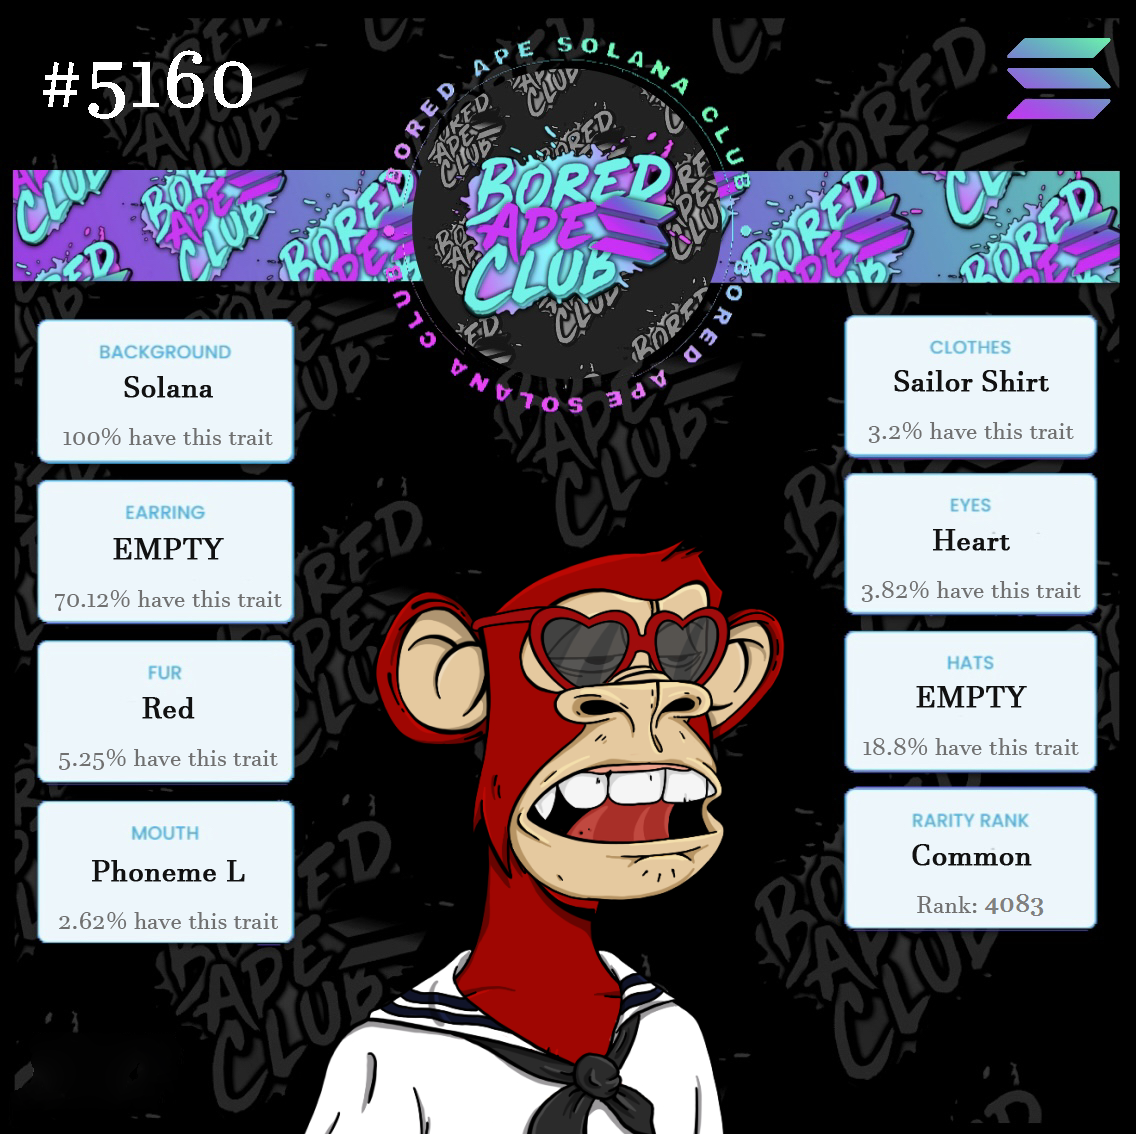 #5160
BORED APE SOLANA CLUB
BORED APE SOLANA CLUB
BORED
APE
CLUB
BACKGROUND
Solana
100% have this trait
EARRING
EMPTY
70.12% have this trait
FUR
Red
5.25% have this trait
MOUTH
Phoneme L
2.62% have this trait
CLOTHES
Sailor Shirt
3.2% have this trait
EYES
Heart
3.82% have this trait
HATS
EMPTY
18.8% have this trait
RARITY RANK
Common
Rank: 4083